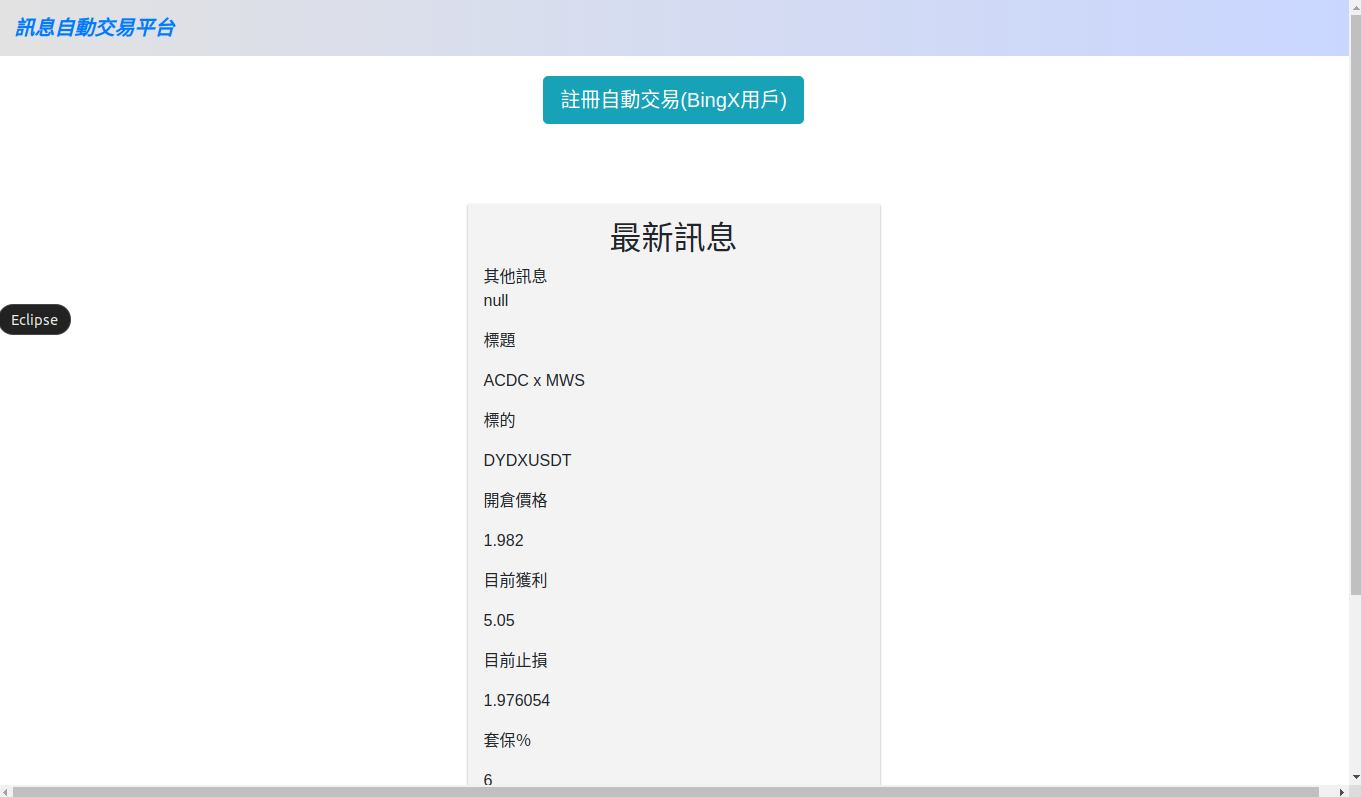 訊息自動交易平台
註冊自動交易(BingX用戶)
最新訊息
其他訊息
null
Eclipse
標題
ACDC x MWS
標的
DYDXUSDT
開倉價格
1.982
目前獲利
5.05
目前止損
1.976054
套保%
6